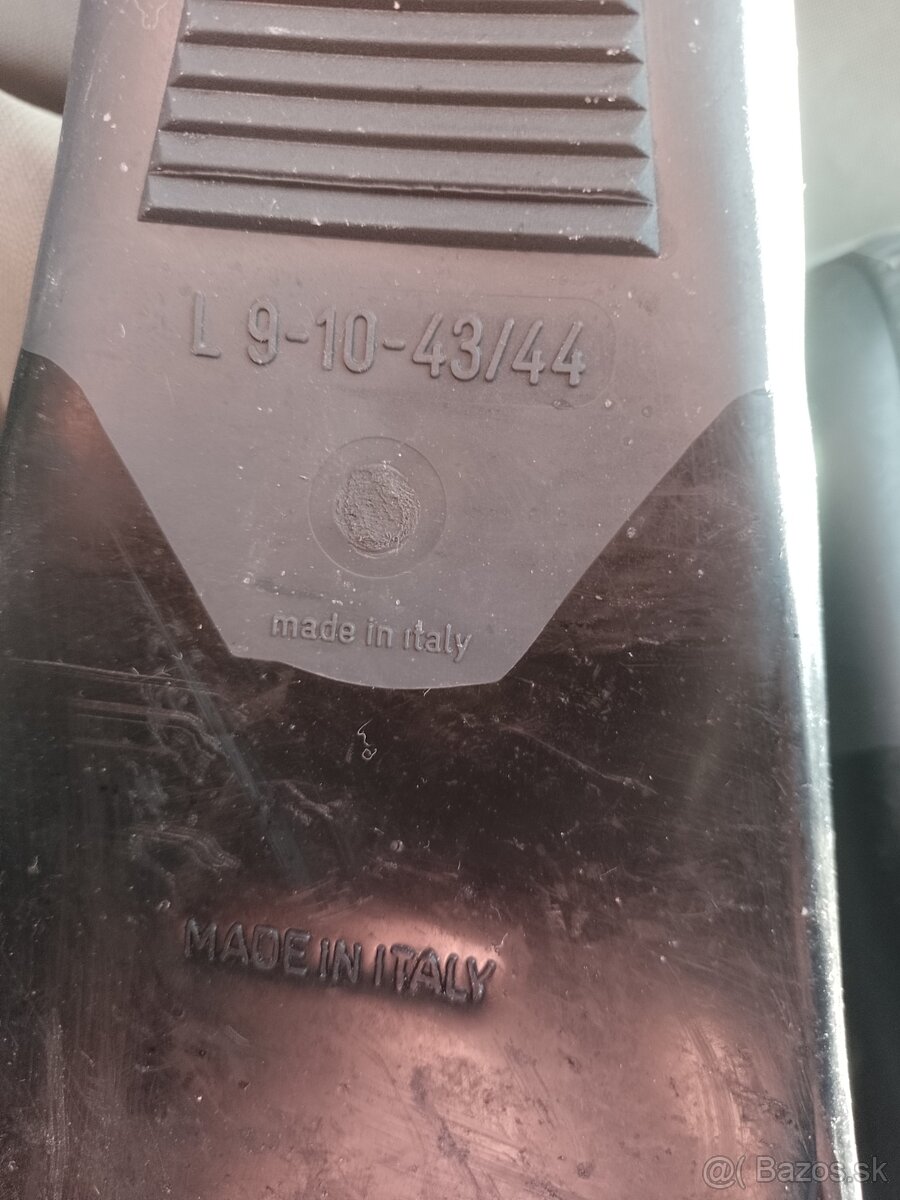 L 9-10-43/44
made in italy
MADE IN ITALY
@( Bazos.sk